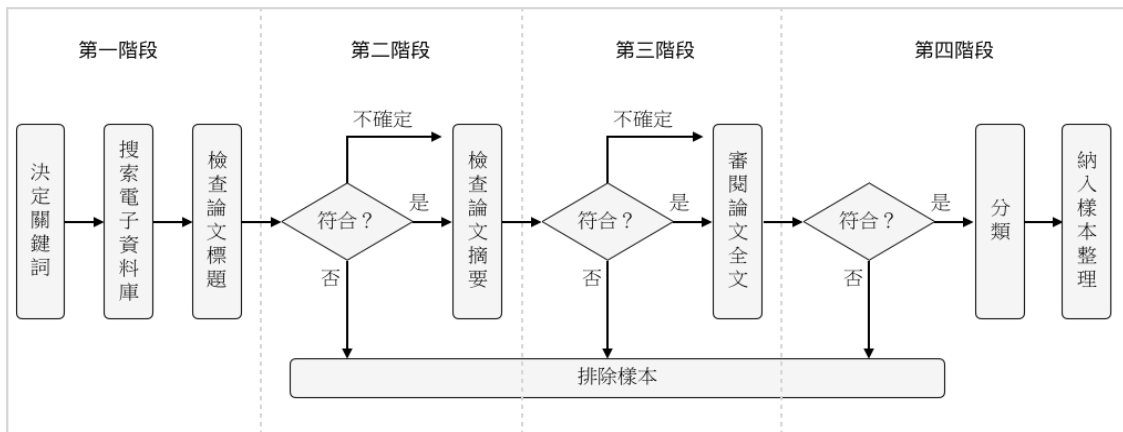 第一階段
第二階段
第三階段
第四階段
決定關鍵詞
搜索電子資料庫
檢查論文標題
符合？
不確定
是
否
檢查論文摘要
符合？
不確定
是
否
審閱論文全文
符合？
是
否
分類
納入樣本整理
排除樣本